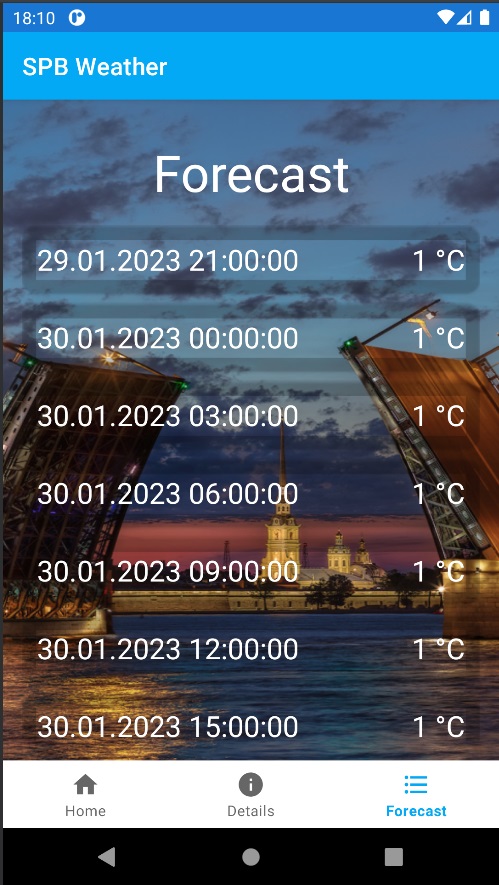 18:10
SPB Weather
Forecast
29.01.2023 21:00:00 1 °C
30.01.2023 00:00:00 1 °C
30.01.2023 03:00:00 1 °C
30.01.2023 06:00:00 1 °C
30.01.2023 09:00:00 1 °C
30.01.2023 12:00:00 1 °C
30.01.2023 15:00:00 1 °C
Home Details Forecast